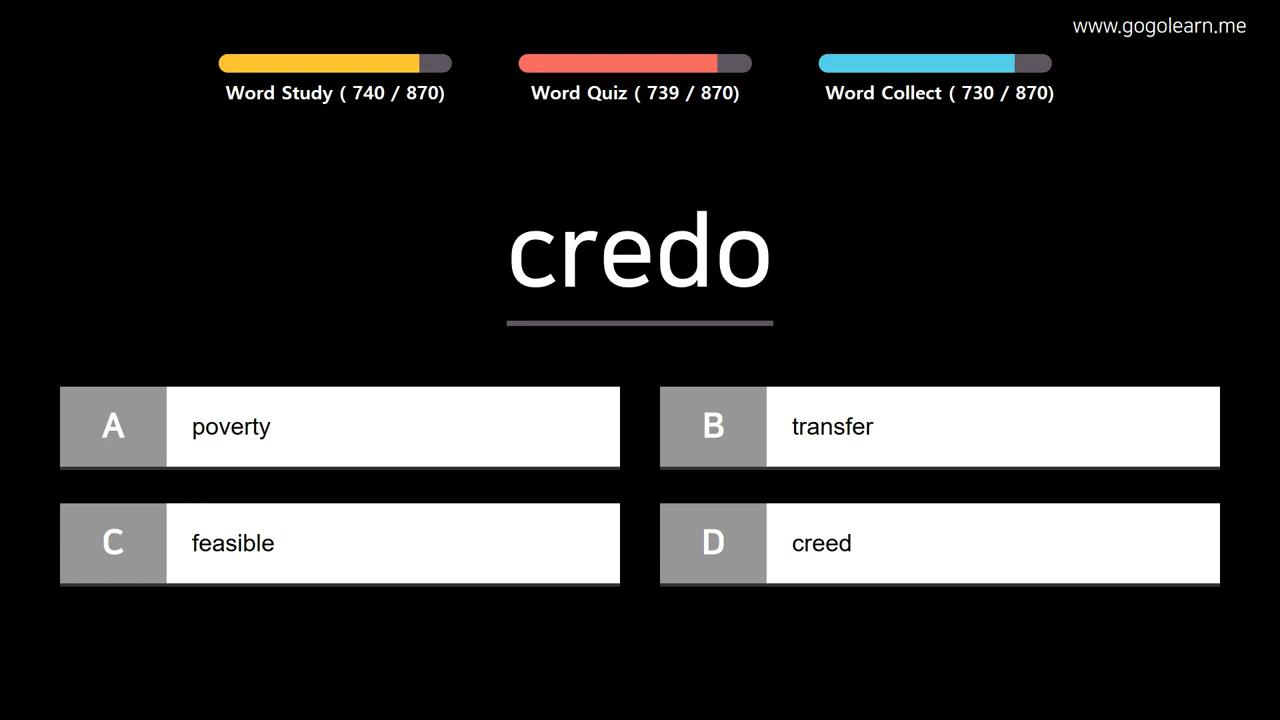 www.gogolearn.me
Word Study ( 740 / 870)
Word Quiz ( 739 / 870)
Word Collect ( 730 / 870)
credo
A poverty
B transfer
C feasible
D creed